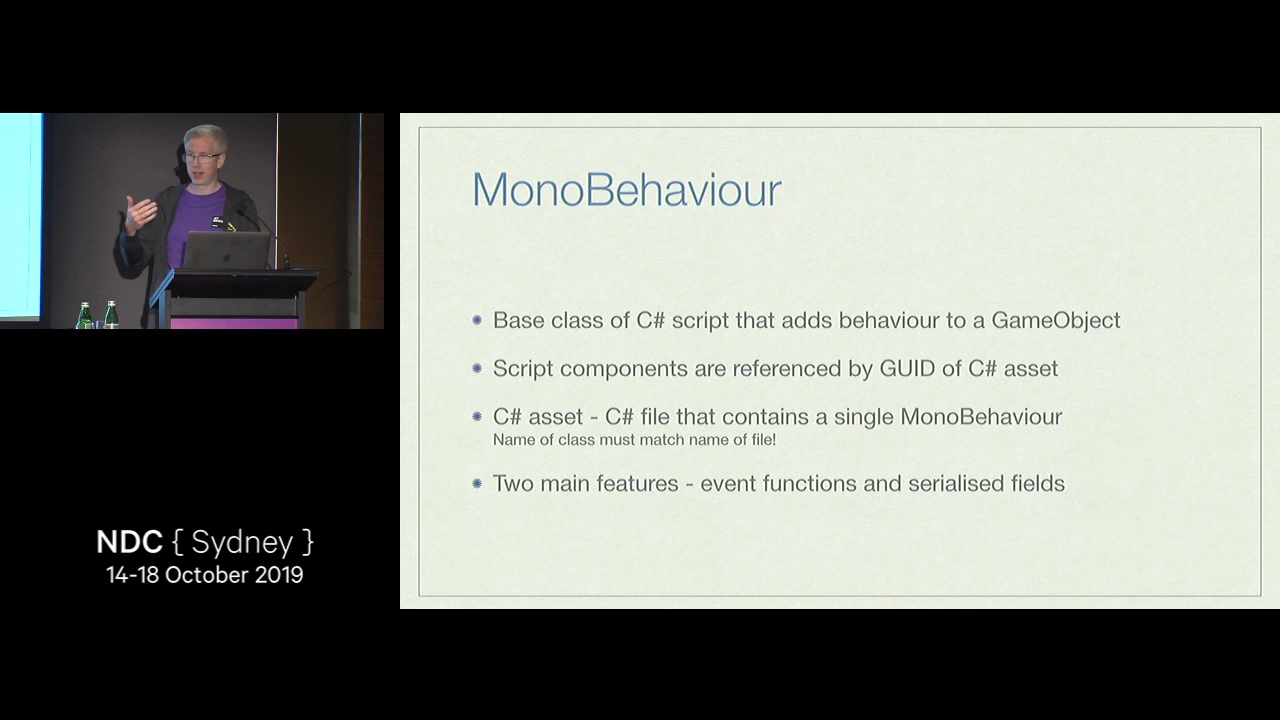 MonoBehaviour
Base class of C# script that adds behaviour to a GameObject
Script components are referenced by GUID of C# asset
C# asset - C# file that contains a single MonoBehaviour
Name of class must match name of file!
Two main features - event functions and serialised fields
NDC { Sydney }
14-18 October 2019